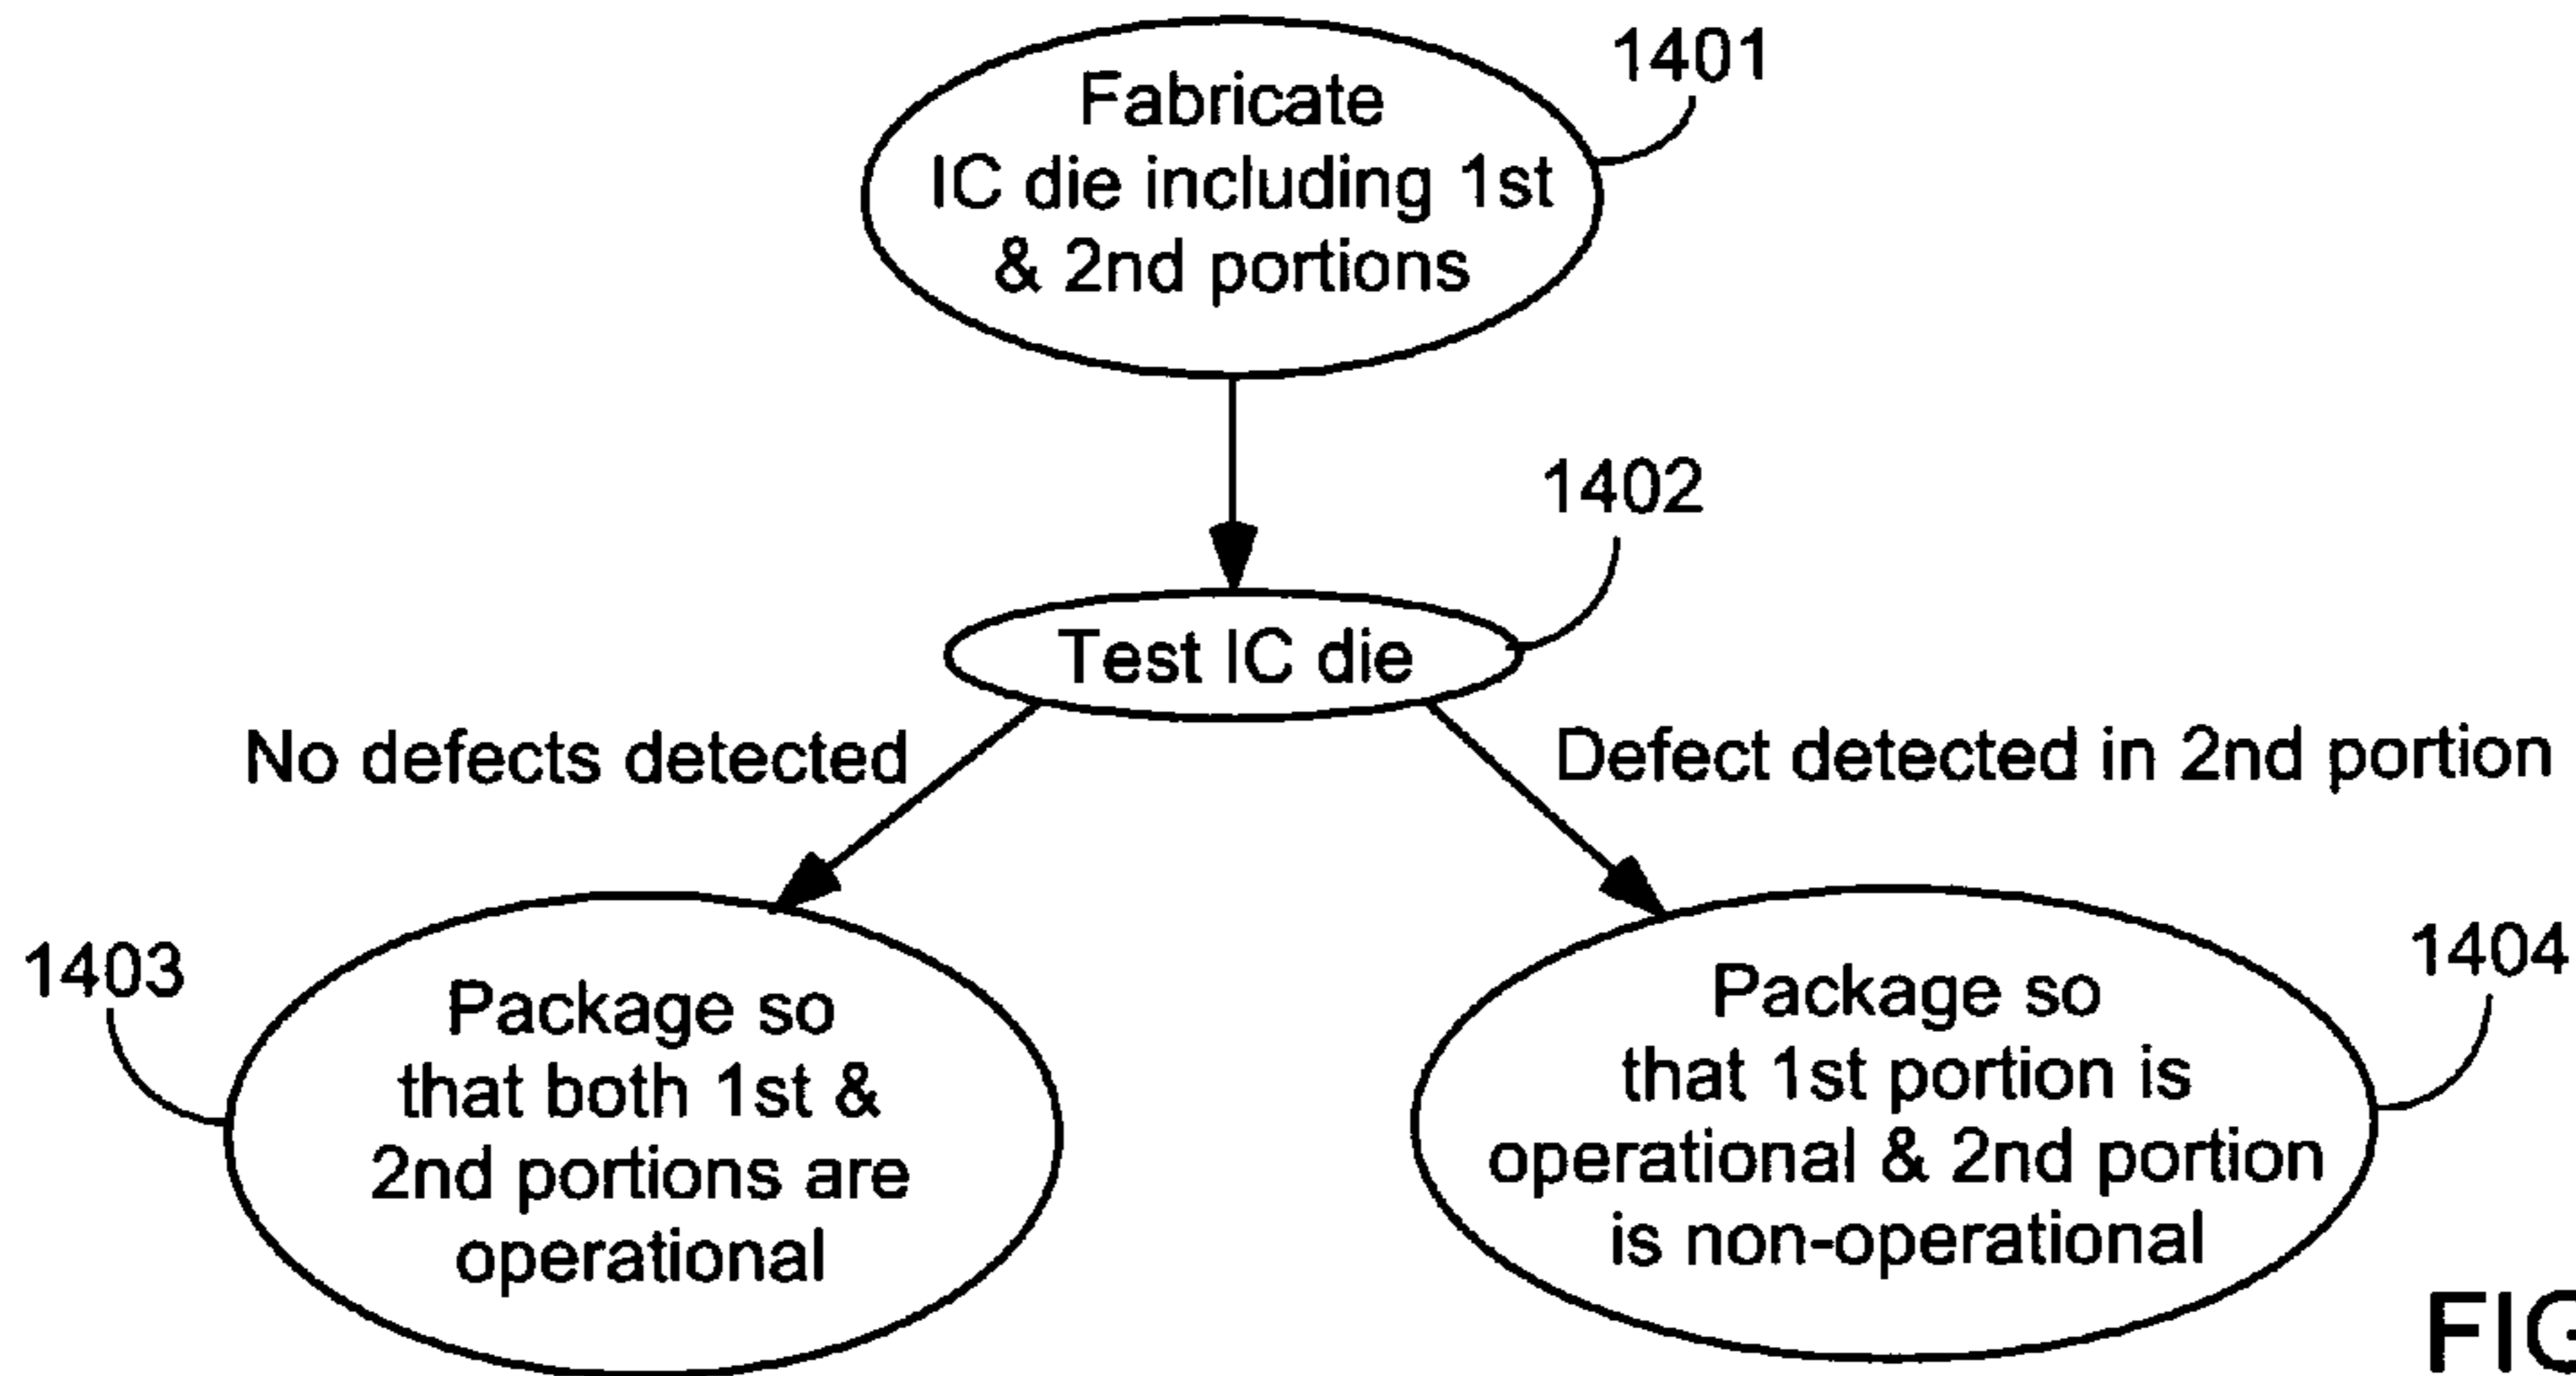 Fabricate
IC die including 1st
& 2nd portions
1401
1402
Test IC die
No defects detected
Defect detected in 2nd portion
1403
Package so
that both 1st &
2nd portions are
operational
1404
Package so
that 1st portion is
operational & 2nd portion
is non-operational
FIG